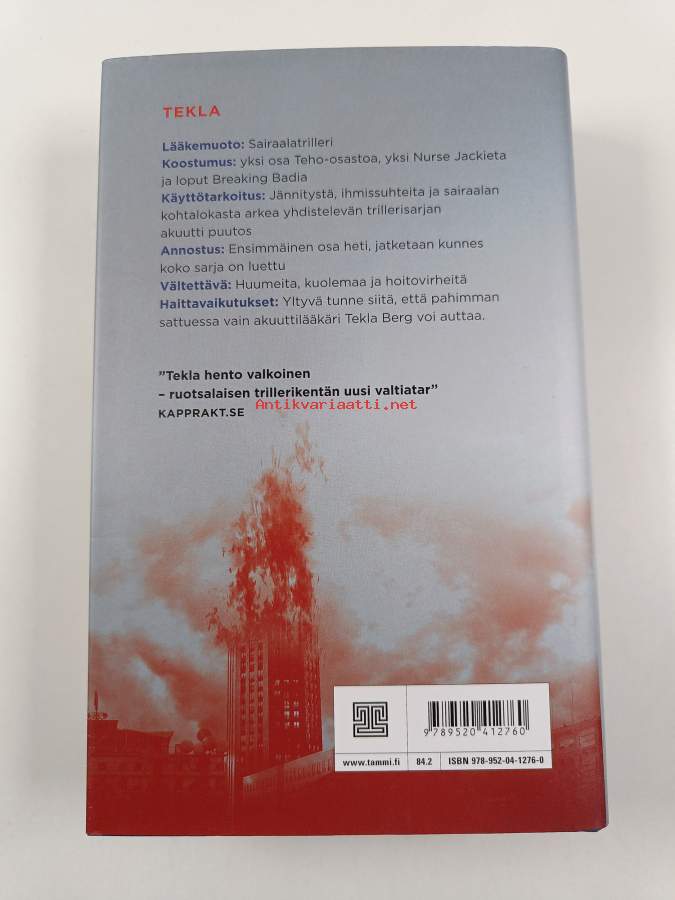 TEKLA
Lääkemuoto: Sairaalatrilleri
Koostumus: yksi osa Teho-osastoa, yksi Nurse Jackieta
ja loput Breaking Badia
Käyttötarkoitus: Jännitystä, ihmissuhteita ja sairaalan
kohtalokasta arkea yhdistelevän trillerisarjan
akuutti puutos
Annostus: Ensimmäinen osa heti, jatketaan kunnes
koko sarja on luettu
Vältettävä: Huumeita, kuolemaa ja hoitovirheitä
Haittavaikutukset: Yltyvä tunne siitä, että pahimman
sattuessa vain akuuttilääkäri Tekla Berg voi auttaa.
”Tekla hento valkoinen
– ruotsalaisen trillerikentän uusi valtiatar”
KAPPRAKT.SE
Antikvariaatti.net
9 789520 412760
www.tammi.fi
84.2
ISBN 978-952-04-1276-0